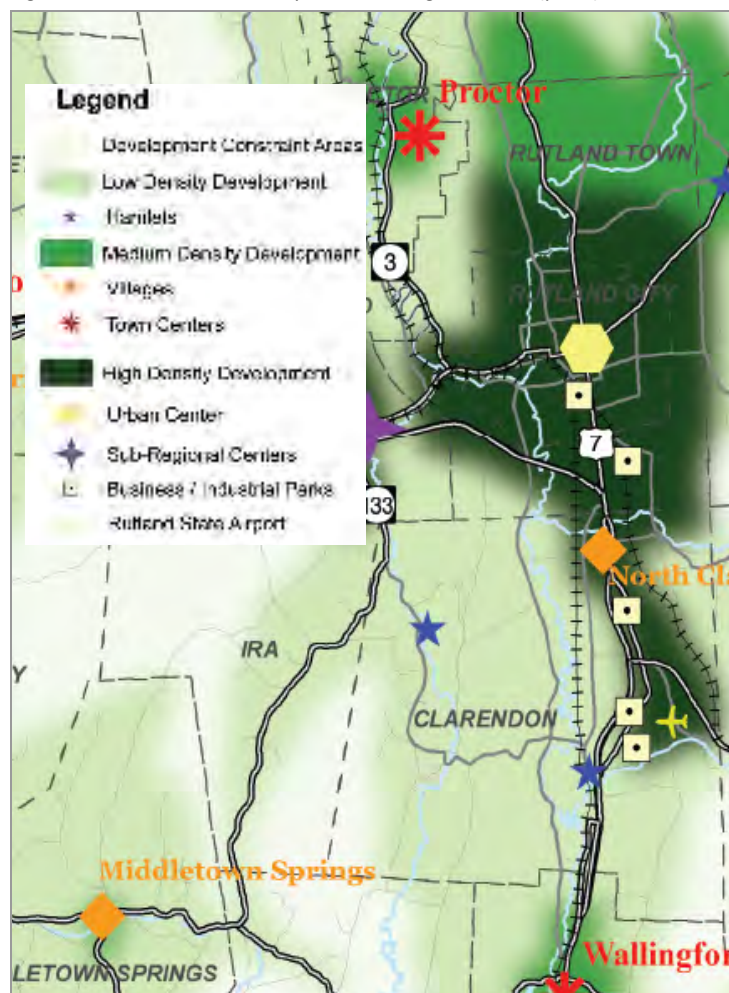 Proctor
Legend
Development Constraint Areas
RUTLAND TOWN
Low Density Development
Hamlets
Medium Density Development
3
Villages
RUTLAND CITY
Town Centers
High Density Development
Urban Center
7
Sub-Regional Centers
Business / Industrial Parks
133
Rutland State Airport
North Cla
IRA
Y
CLARENDON
Middletown Springs
Wallingfor
LETOWN SPRINGS